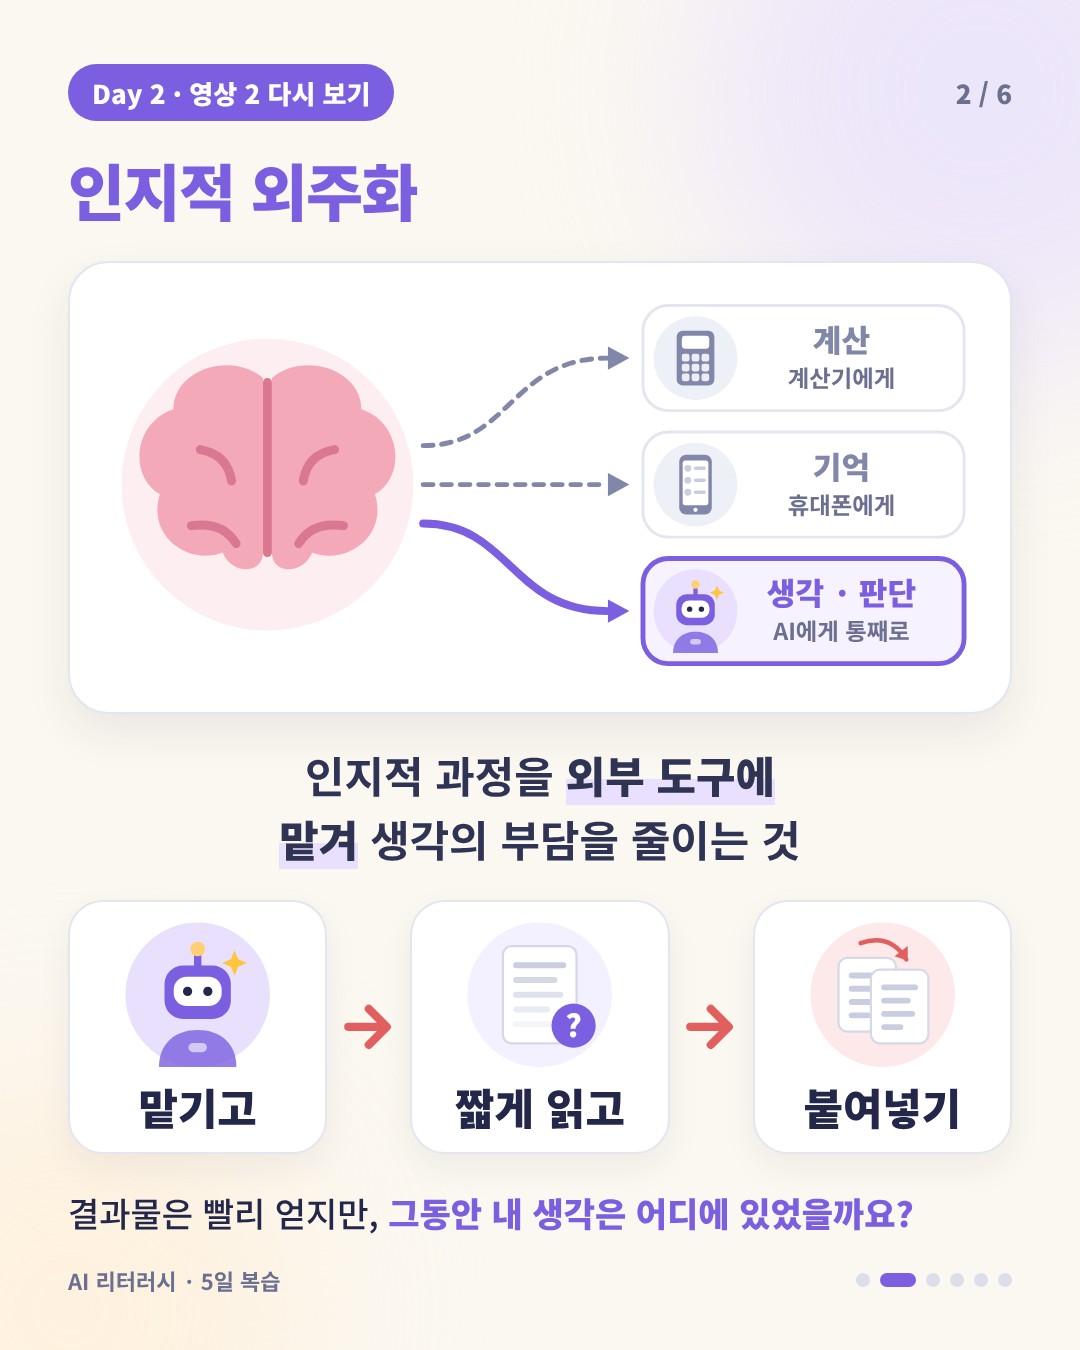 Day 2 · 영상 2 다시 보기
2 / 6
인지적 외주화
계산
계산기에게
기억
휴대폰에게
생각 · 판단
AI에게 통째로
인지적 과정을 외부 도구에
맡겨 생각의 부담을 줄이는 것
?
맡기고
짧게 읽고
붙여넣기
결과물은 빨리 얻지만, 그동안 내 생각은 어디에 있었을까요?
AI 리터러시 · 5일 복습